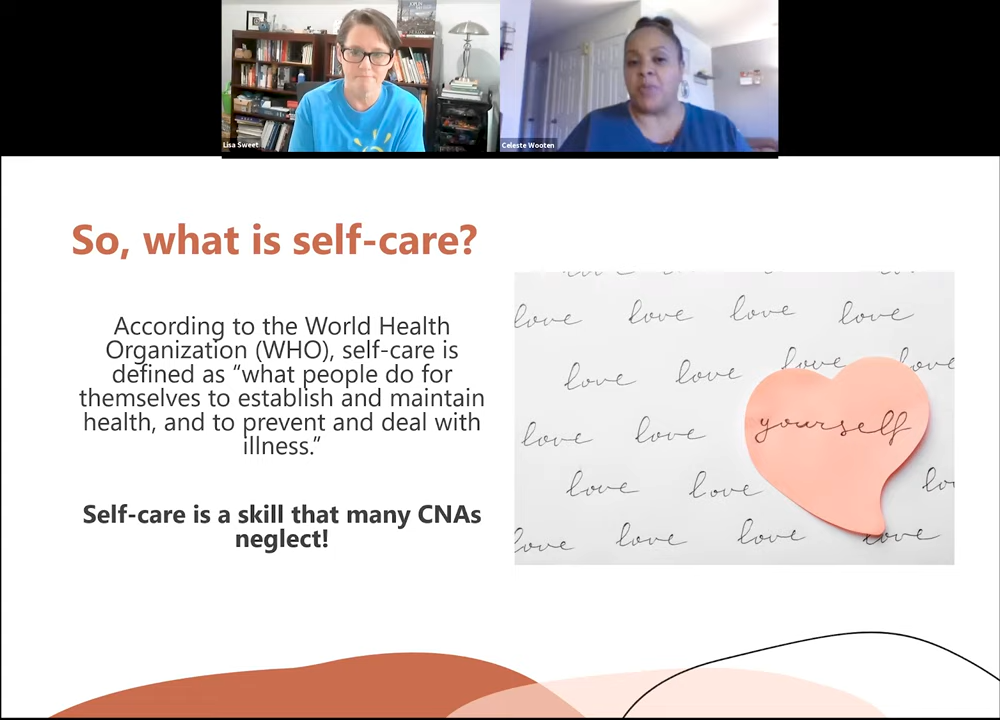 Lisa Sweet
Celeste Wooten
So, what is self-care?
According to the World Health
Organization (WHO), self-care is
defined as “what people do for
themselves to establish and maintain
health, and to prevent and deal with
illness.”
Self-care is a skill that many CNAs
neglect!
love love love love
love love love love
yourself
love love
love love lo
love love love love